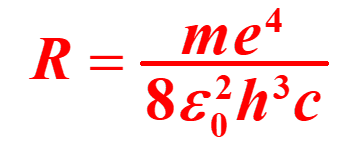 R = me⁴ / 8ε₀²h³c